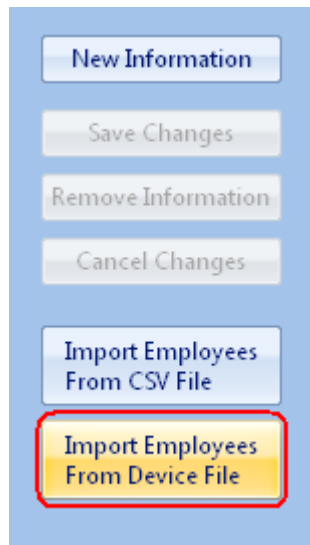 New Information
Save Changes
Remove Information
Cancel Changes
Import Employees
From CSV File
Import Employees
From Device File